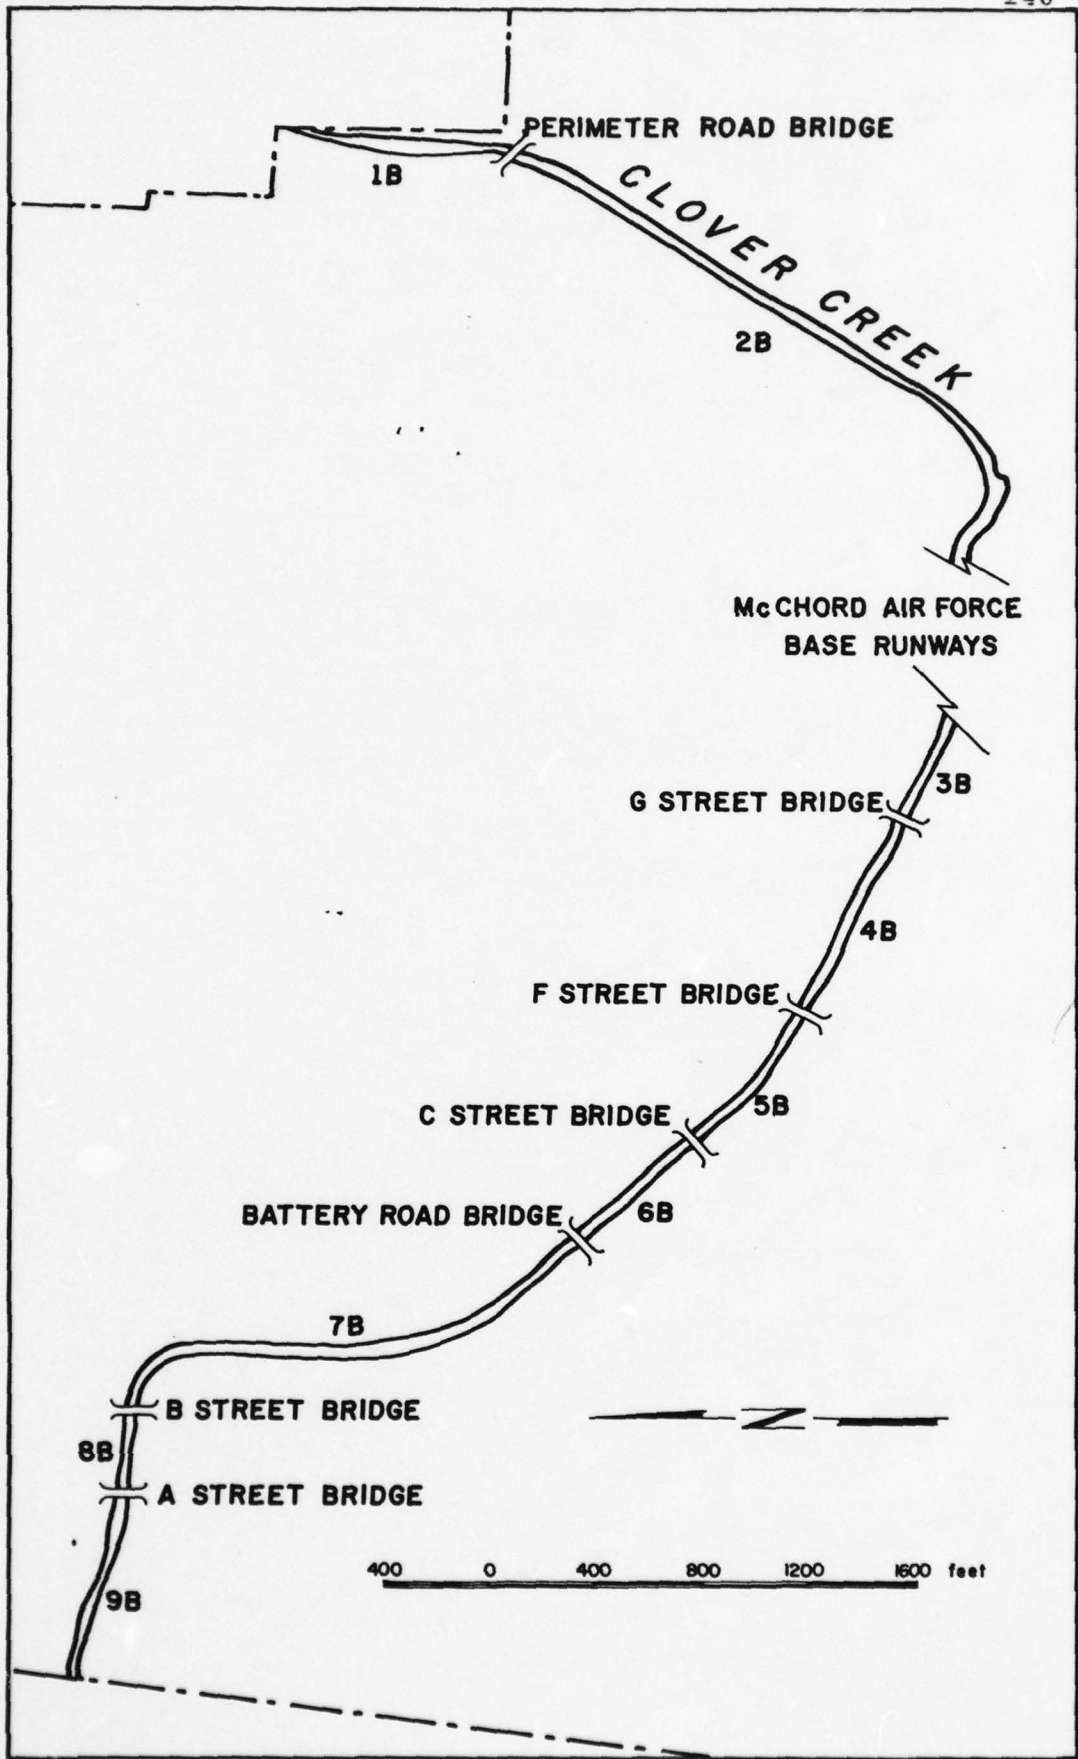 PERIMETER ROAD BRIDGE
1B
CLOVER CREEK
2B
McCHORD AIR FORCE
BASE RUNWAYS
3B
G STREET BRIDGE
4B
F STREET BRIDGE
5B
C STREET BRIDGE
6B
BATTERY ROAD BRIDGE
7B
B STREET BRIDGE
N
8B
A STREET BRIDGE
400 0 400 800 1200 1600 feet
9B